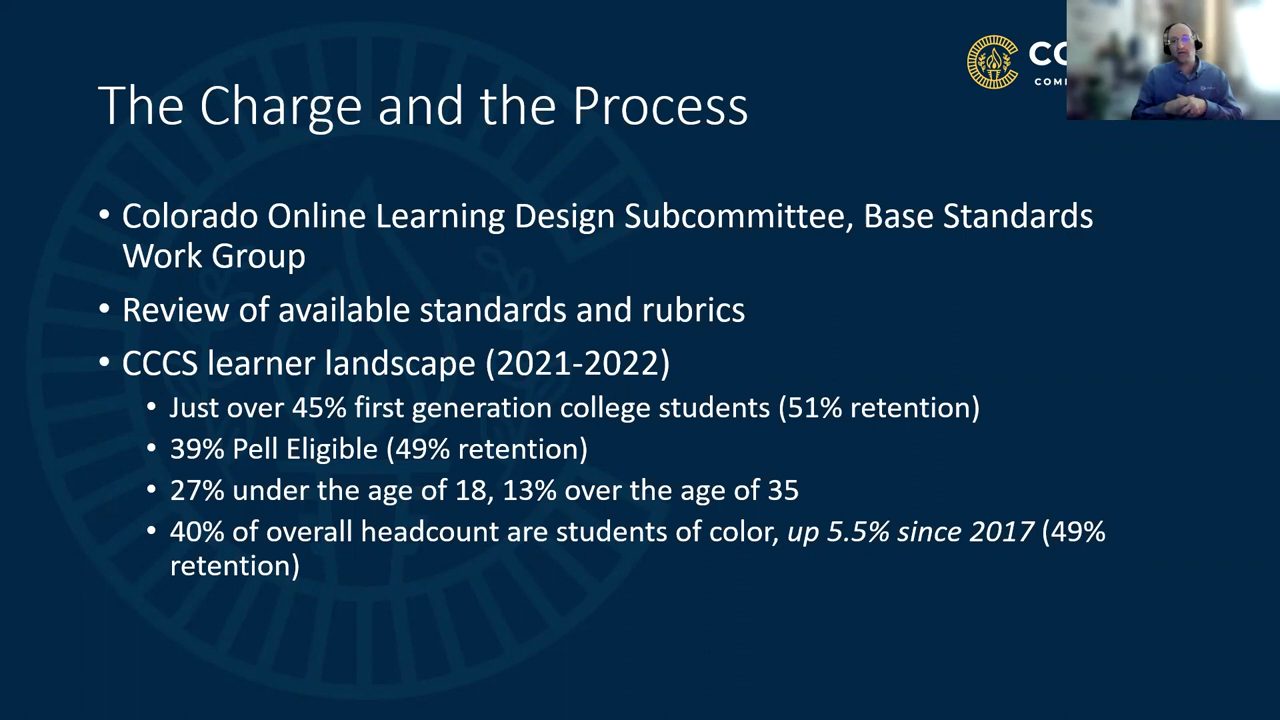 The Charge and the Process
• Colorado Online Learning Design Subcommittee, Base Standards
Work Group
• Review of available standards and rubrics
• CCCS learner landscape (2021-2022)
• Just over 45% first generation college students (51% retention)
• 39% Pell Eligible (49% retention)
• 27% under the age of 18, 13% over the age of 35
• 40% of overall headcount are students of color, up 5.5% since 2017 (49%
retention)